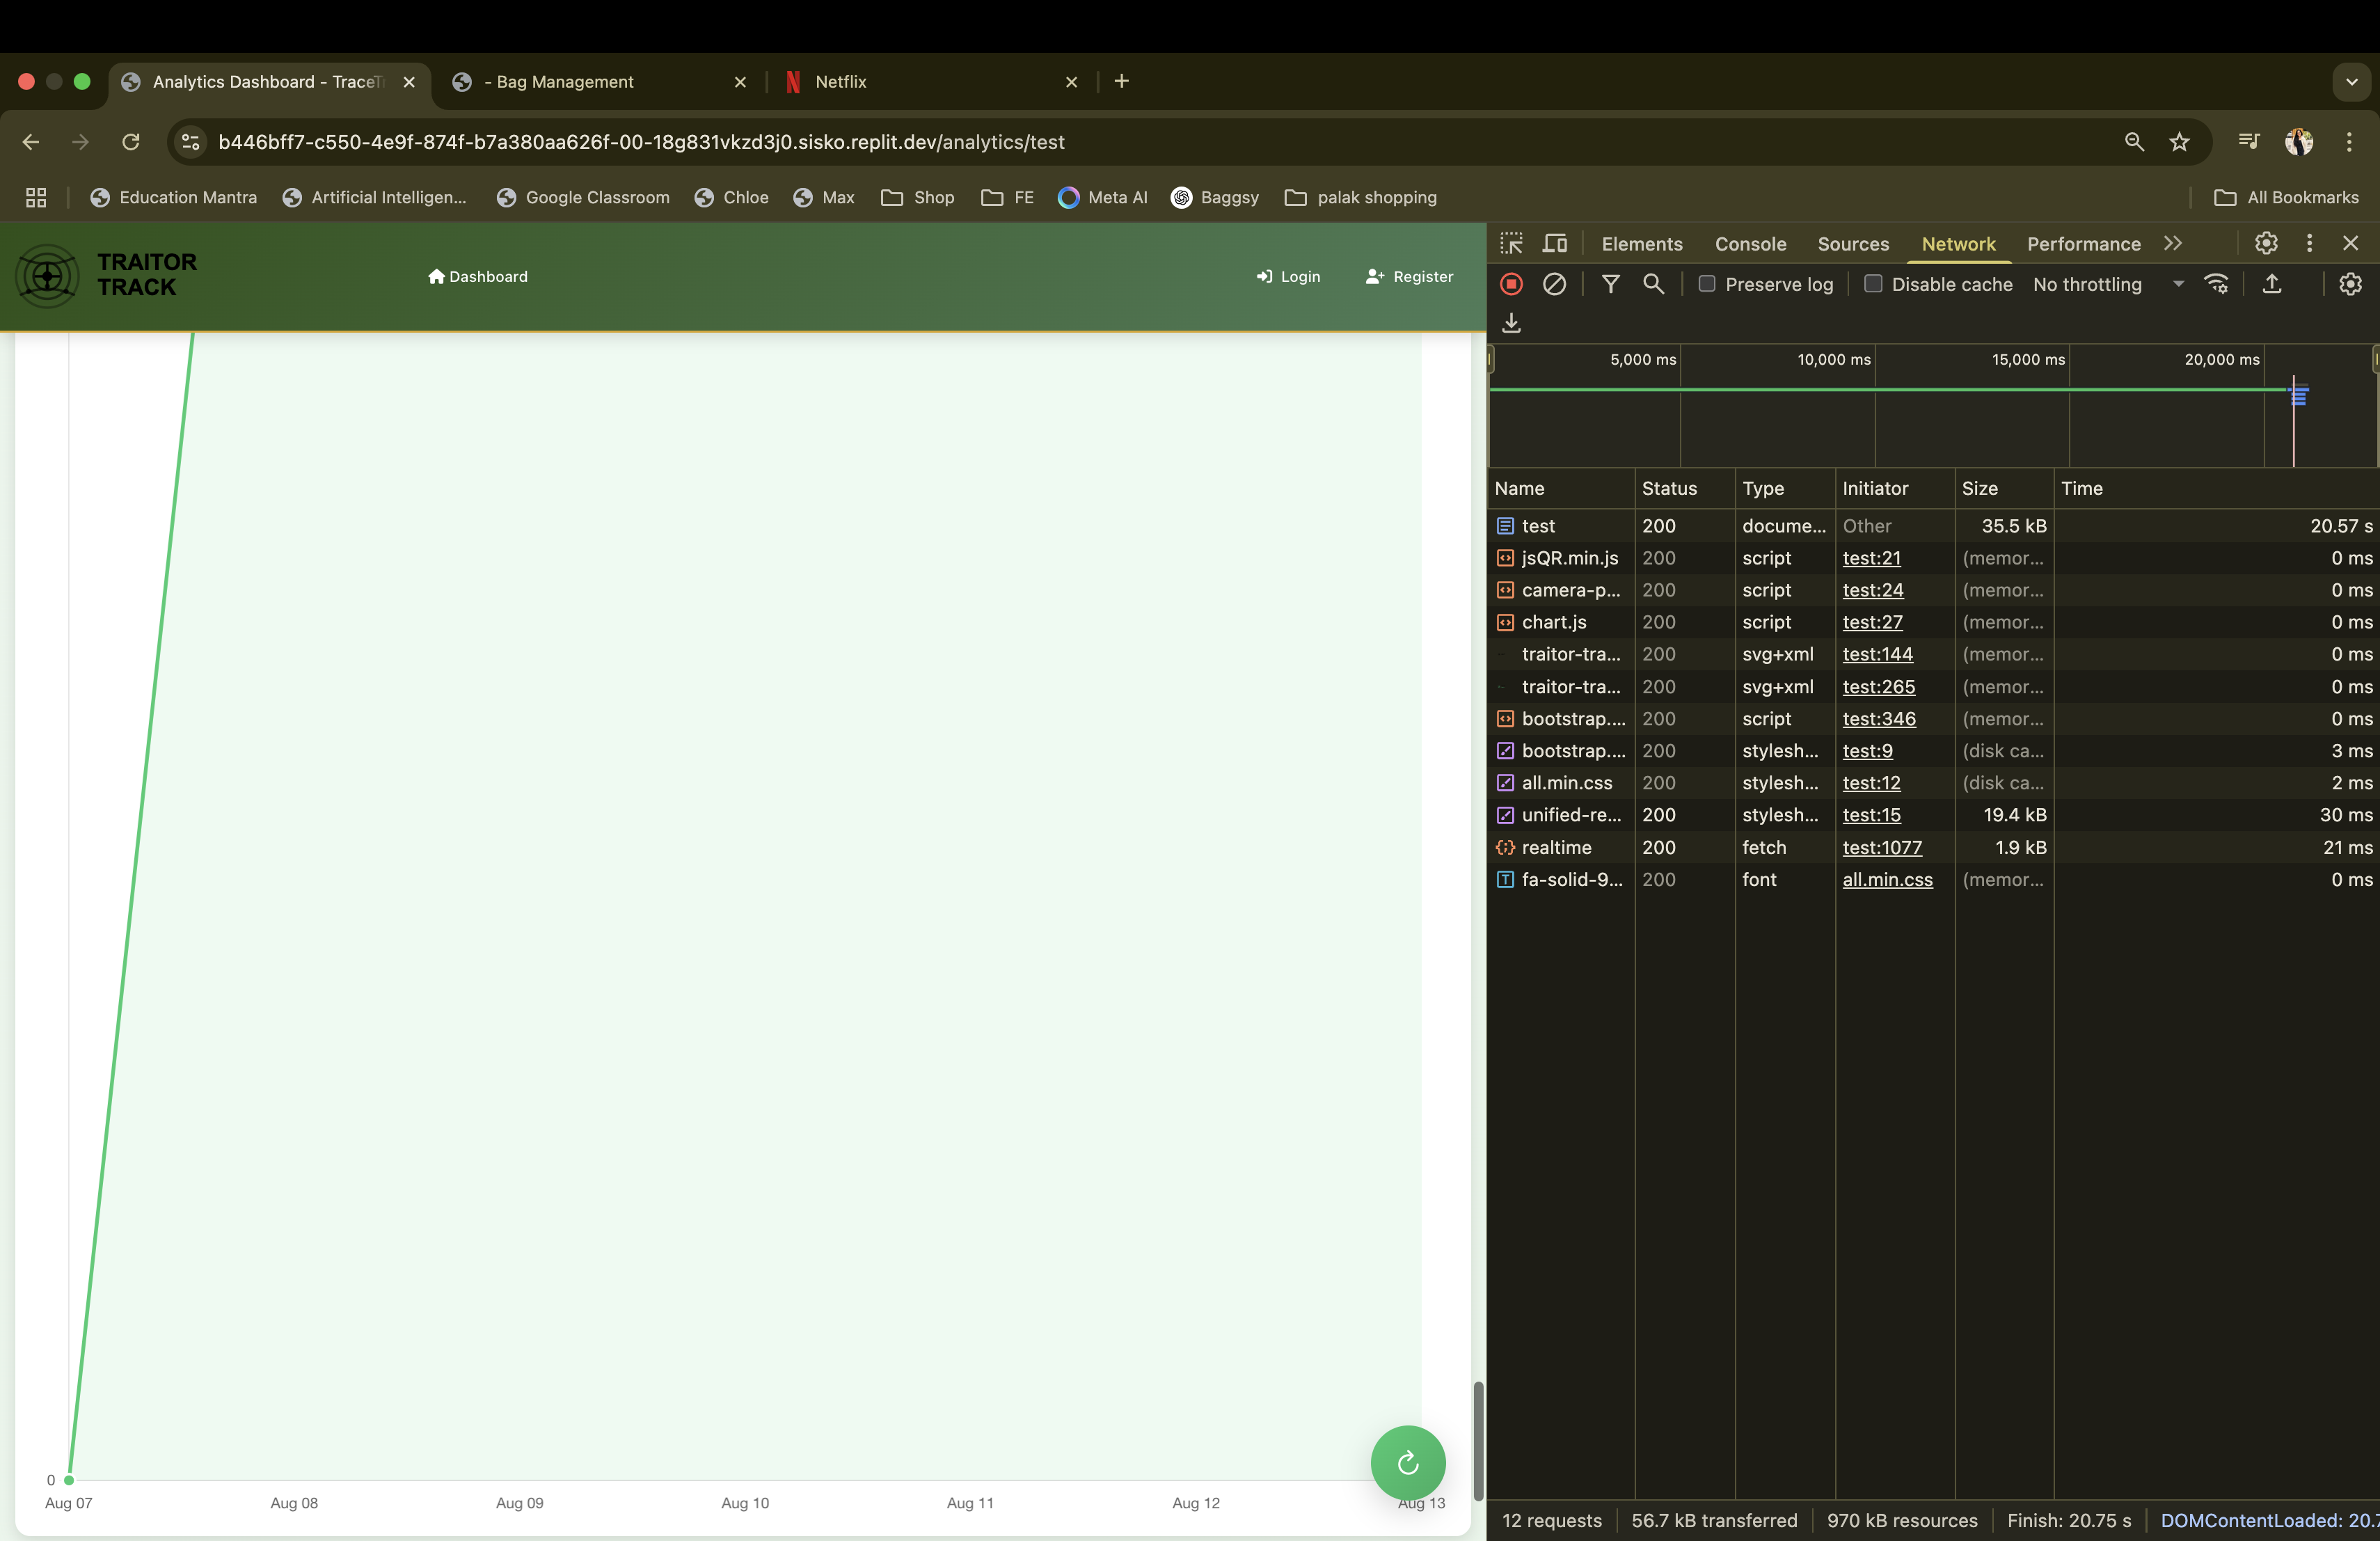 Analytics Dashboard - TraceT
- Bag Management
Netflix
b446bff7-c550-4e9f-874f-b7a380aa626f-00-18g831vkzd3j0.sisko.replit.dev/analytics/test
Education Mantra
Artificial Intelligen...
Google Classroom
Chloe
Max
Shop
FE
Meta AI
Baggsy
palak shopping
All Bookmarks
TRAITOR
TRACK
Dashboard
Login
Register
0
Aug 07
Aug 08
Aug 09
Aug 10
Aug 11
Aug 12
Aug 13
Elements
Console
Sources
Network
Performance
Preserve log
Disable cache
No throttling
5,000 ms
10,000 ms
15,000 ms
20,000 ms
Name Status Type Initiator Size Time
test 200 docume... Other 35.5 kB 20.57 s
jsQR.min.js 200 script test:21 (memor... 0 ms
camera-p... 200 script test:24 (memor... 0 ms
chart.js 200 script test:27 (memor... 0 ms
traitor-tra... 200 svg+xml test:144 (memor... 0 ms
traitor-tra... 200 svg+xml test:265 (memor... 0 ms
bootstrap.... 200 script test:346 (memor... 0 ms
bootstrap.... 200 stylesh... test:9 (disk ca... 3 ms
all.min.css 200 stylesh... test:12 (disk ca... 2 ms
unified-re... 200 stylesh... test:15 19.4 kB 30 ms
realtime 200 fetch test:1077 1.9 kB 21 ms
fa-solid-9... 200 font all.min.css (memor... 0 ms
12 requests
56.7 kB transferred
970 kB resources
Finish: 20.75 s
DOMContentLoaded: 20.7